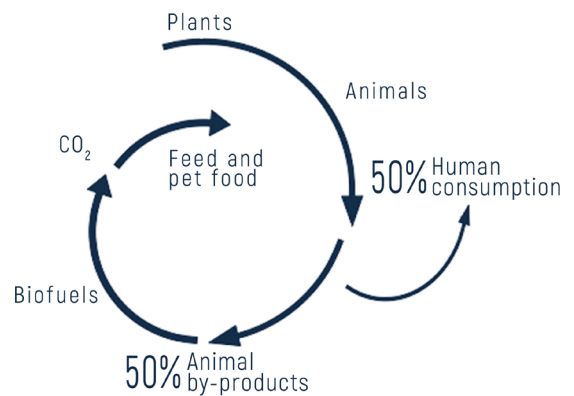 Plants
Animals
CO₂
Feed and
pet food
50% Human
consumption
Biofuels
50% Animal
by-products